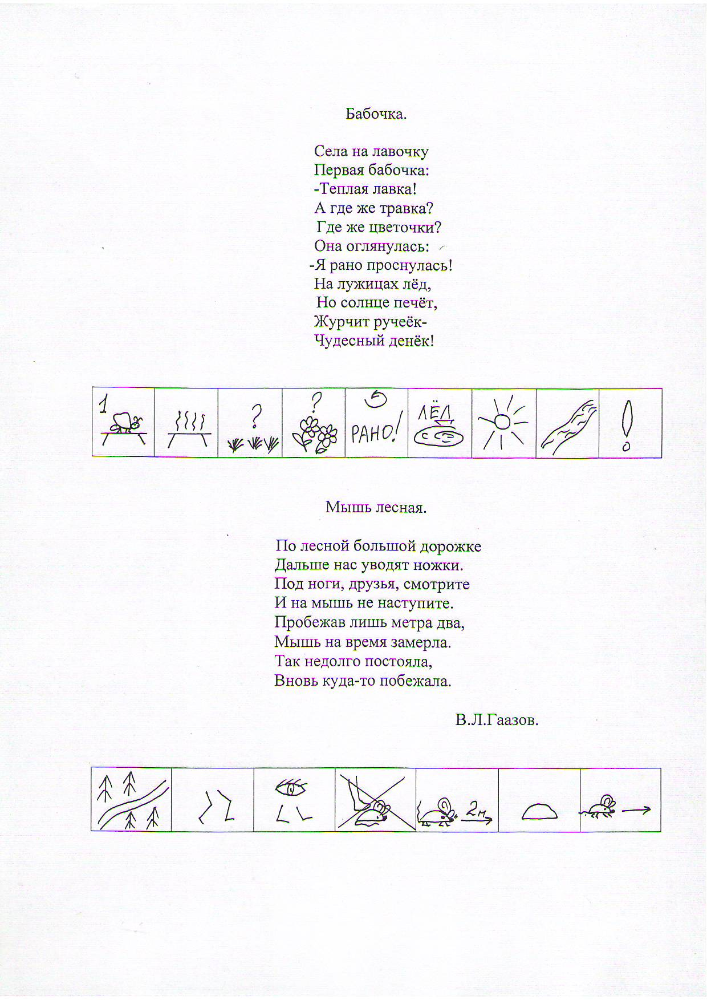 Бабочка.
Села на лавочку
Первая бабочка:
-Теплая лавка!
А где же травка?
Где же цветочки?
Она оглянулась:
-Я рано проснулась!
На лужицах лёд,
Но солнце печёт,
Журчит ручеёк-
Чудесный денёк!
1 ? ? РАНО! ЛЁД !
Мышь лесная.
По лесной большой дорожке
Дальше нас уводят ножки.
Под ноги, друзья, смотрите
И на мышь не наступите.
Пробежав лишь метра два,
Мышь на время замерла.
Так недолго постояла,
Вновь куда-то побежала.
В.Л.Гаазов.
2м